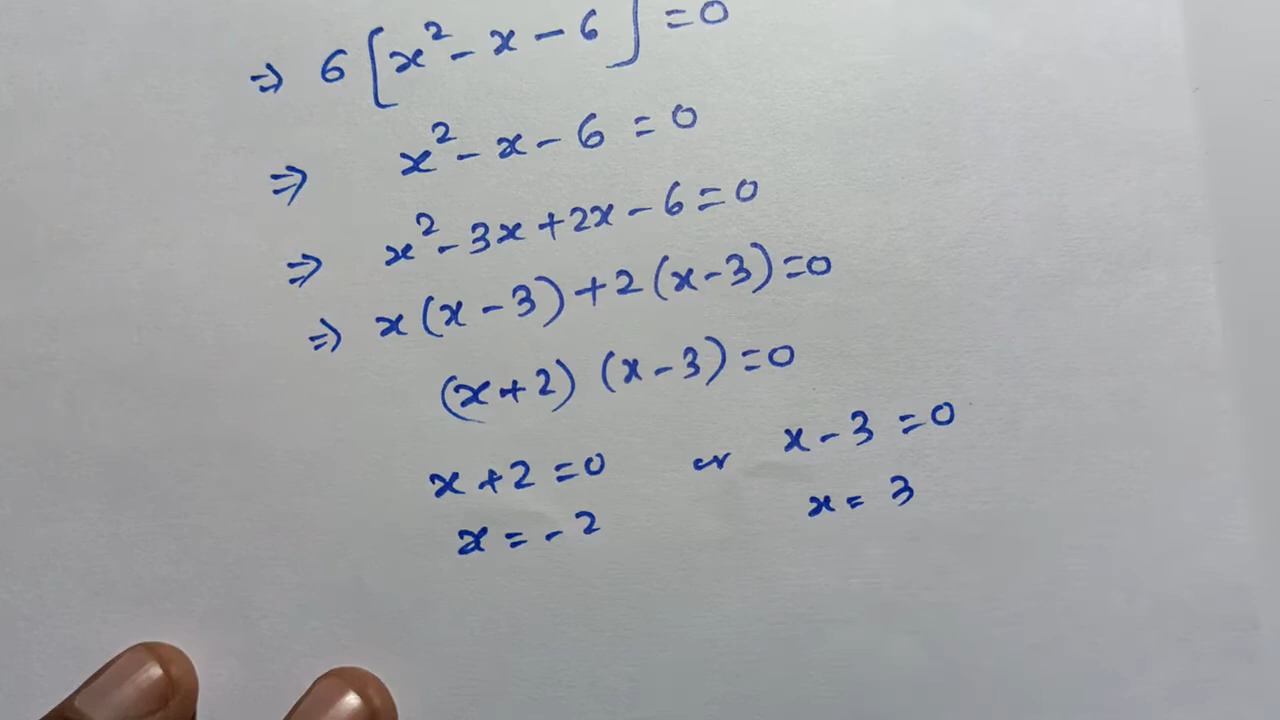 ⇒ 6[x² - x - 6] = 0
⇒ x² - x - 6 = 0
⇒ x² - 3x + 2x - 6 = 0
⇒ x(x - 3) + 2(x - 3) = 0
(x + 2) (x - 3) = 0
x + 2 = 0 or x - 3 = 0
x = -2 x = 3